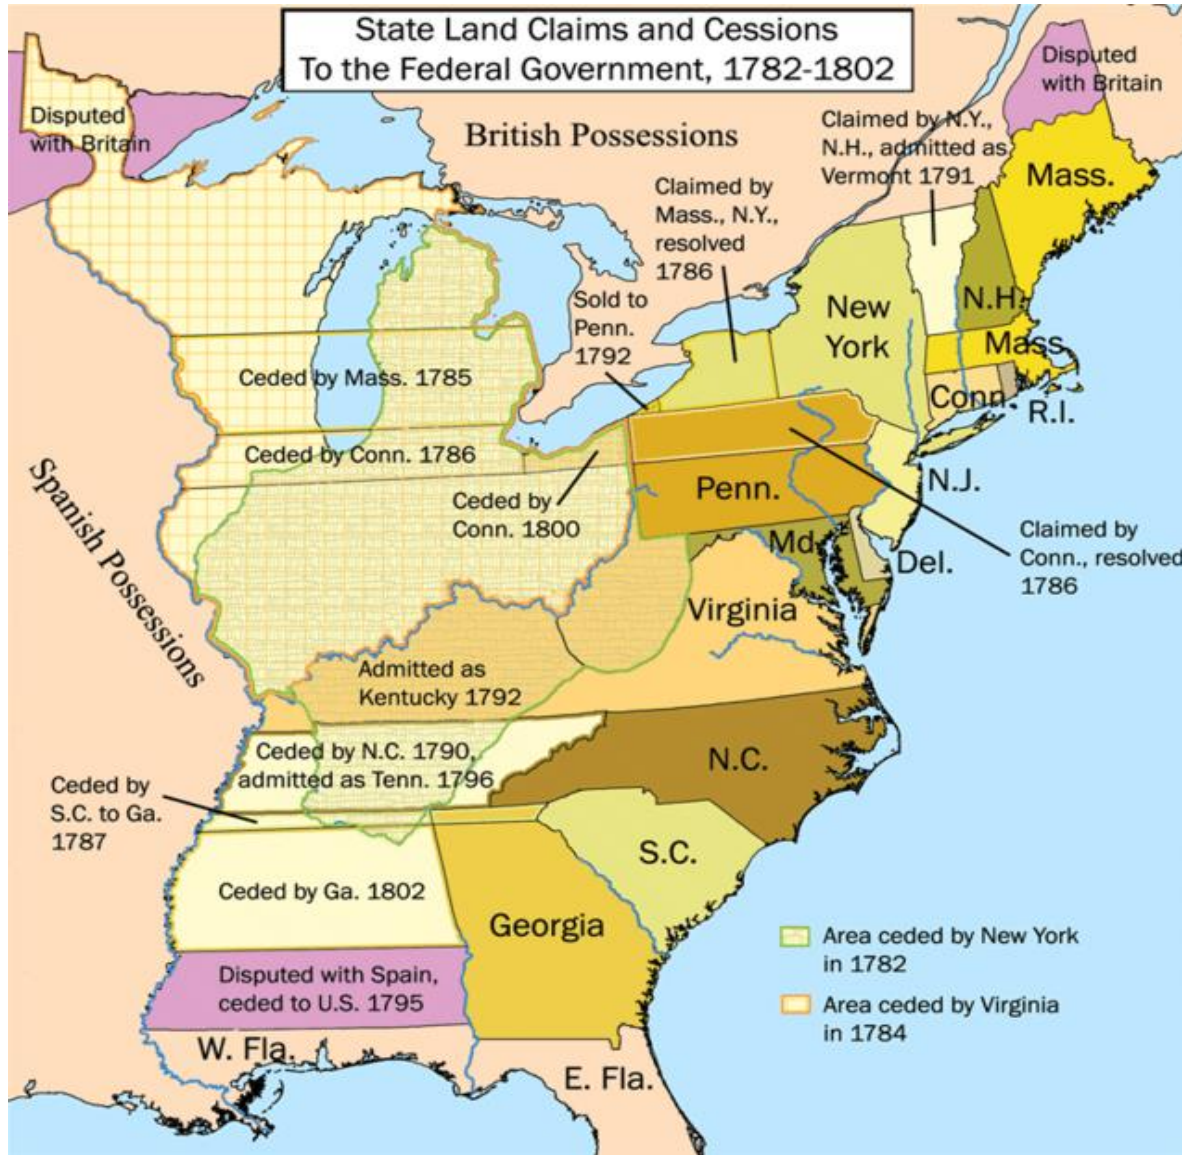 State Land Claims and Cessions
To the Federal Government, 1782-1802
Disputed
with Britain
Disputed
with Britain
British Possessions
Claimed by N.Y.,
N.H., admitted as
Vermont 1791
Claimed by
Mass., N.Y.,
resolved
1786
Mass.
Sold to
Penn.
1792
New
York
N.H.
Mass.
Ceded by Mass. 1785
Conn.
R.I.
Ceded by Conn. 1786
Ceded by
Conn. 1800
Penn.
N.J.
Spanish Possessions
Md.
Del.
Claimed by
Conn., resolved
1786
Virginia
Admitted as
Kentucky 1792
Ceded by N.C. 1790,
admitted as Tenn. 1796
N.C.
Ceded by
S.C. to Ga.
1787
S.C.
Ceded by Ga. 1802
Georgia
Area ceded by New York
in 1782
Disputed with Spain,
ceded to U.S. 1795
Area ceded by Virginia
in 1784
W. Fla.
E. Fla.